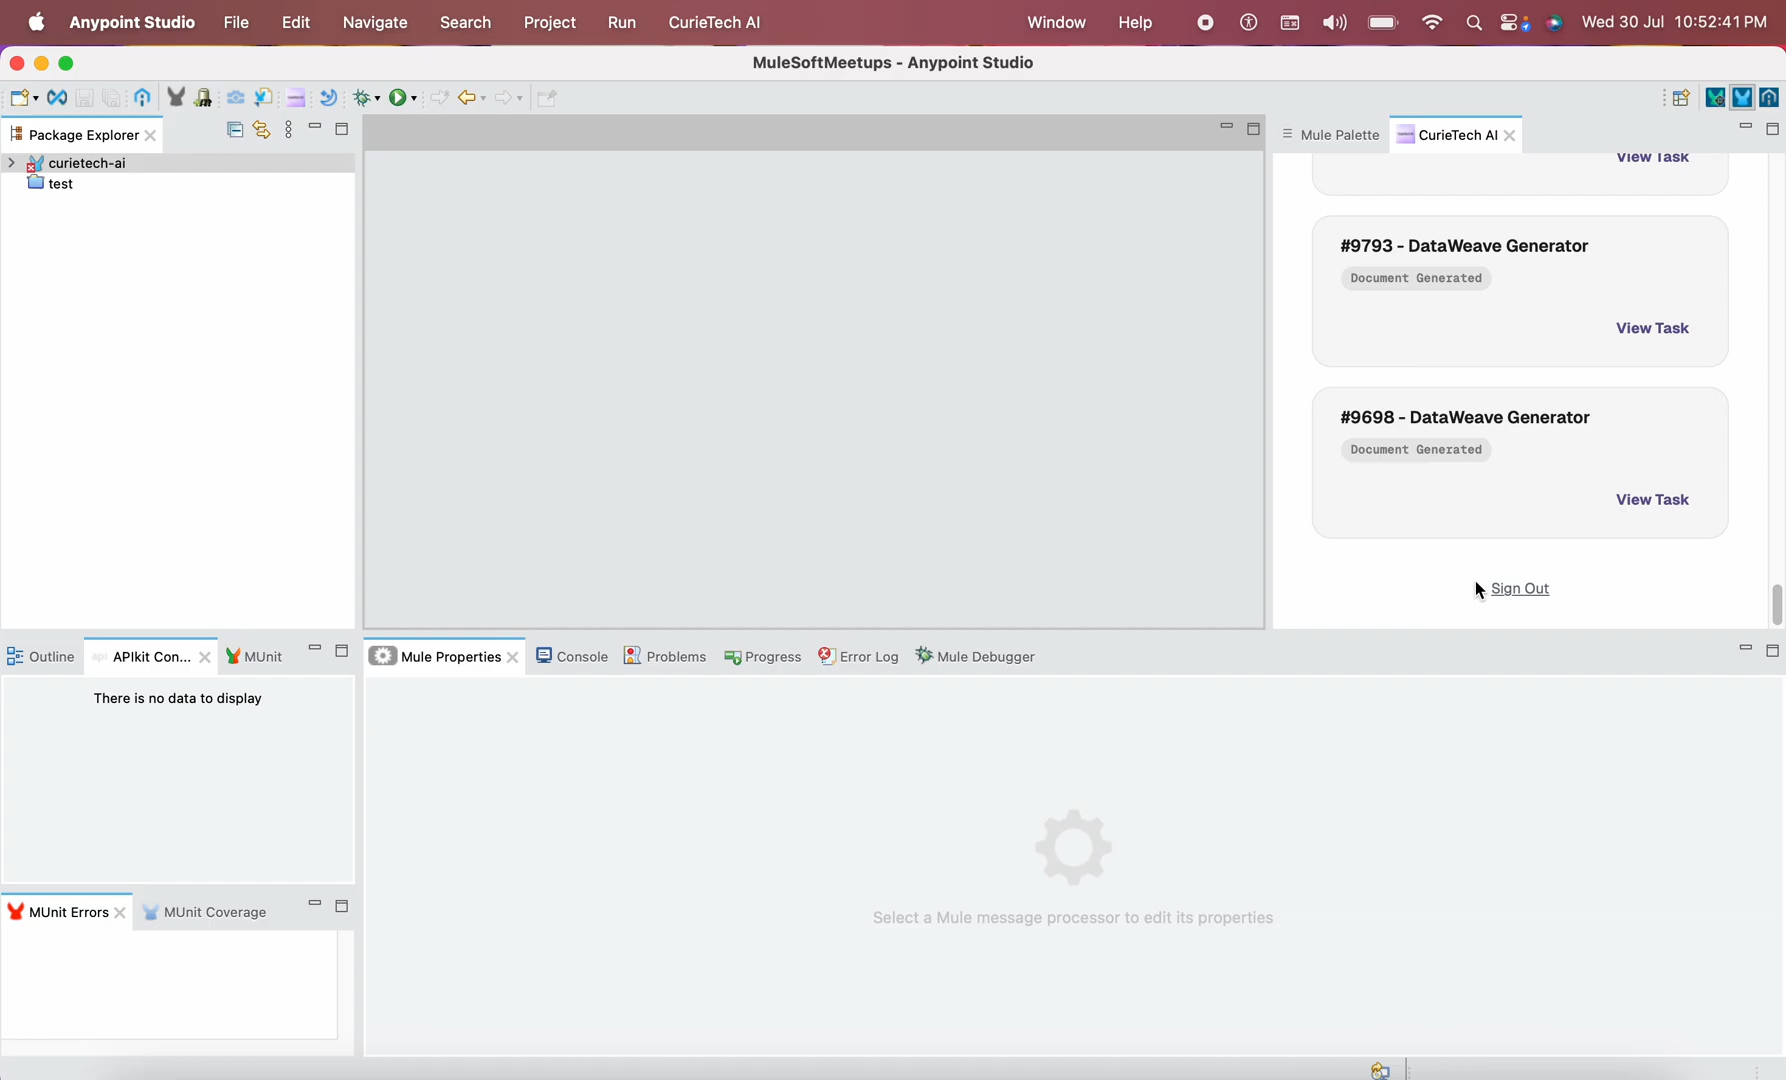 Anypoint Studio File Edit Navigate Search Project Run CurieTech AI Window Help Wed 30 Jul 10:52:41 PM
MuleSoftMeetups - Anypoint Studio
Package Explorer
curietech-ai
test
Mule Palette CurieTech AI
View Task
#9793 - DataWeave Generator
Document Generated
View Task
#9698 - DataWeave Generator
Document Generated
View Task
Sign Out
Outline APIkit Con... MUnit
There is no data to display
MUnit Errors MUnit Coverage
Mule Properties Console Problems Progress Error Log Mule Debugger
Select a Mule message processor to edit its properties